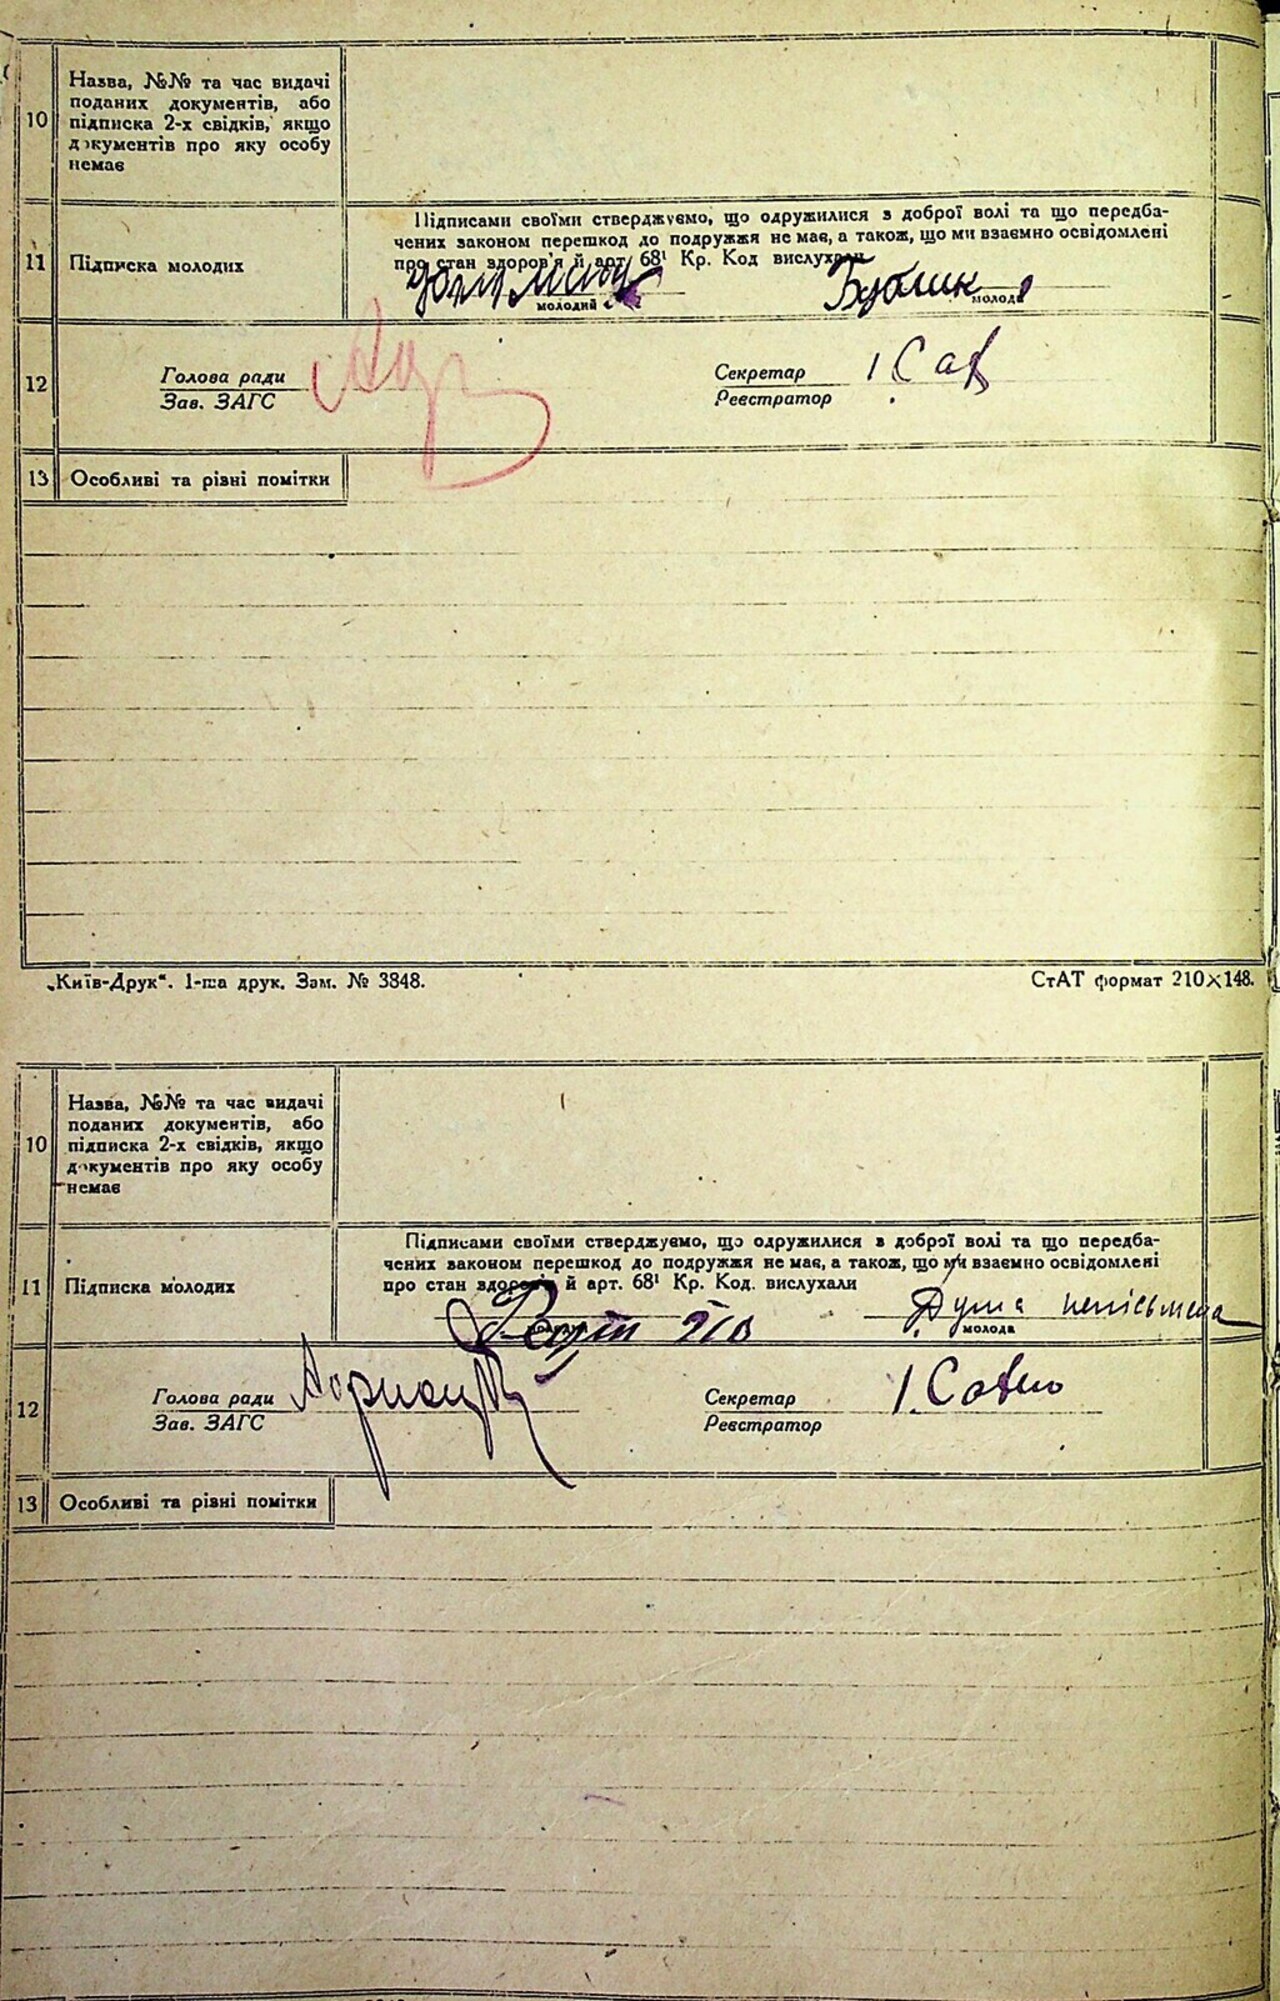 10
Назва, №№ та час видачі
поданих документів, або
підписка 2-х свідків, якщо
документів про яку особу
немає
11
Підписка молодих
Підписами своїми стверджуємо, що одружилися з доброї волі та що передба-
чених законом перешкод до подружжя не має, а також, що ми взаємно освідомлені
про стан здоров'я й арт. 68¹ Кр. Код вислухали
Бублик
молодий
молода
12
Голова ради
Зав. ЗАГС
Секретар
Реєстратор
13
Особливі та різні помітки
„Київ-Друк“. 1-ша друк. Зам. № 3848.
СтАТ формат 210×148.
10
Назва, №№ та час видачі
поданих документів, або
підписка 2-х свідків, якщо
документів про яку особу
немає
11
Підписка молодих
Підписами своїми стверджуємо, що одружилися з доброї волі та що передба-
чених законом перешкод до подружжя не має, а також, що ми взаємно освідомлені
про стан здоров'я й арт. 68¹ Кр. Код. вислухали
молода
12
Голова ради
Зав. ЗАГС
Секретар
Реєстратор
13
Особливі та різні помітки